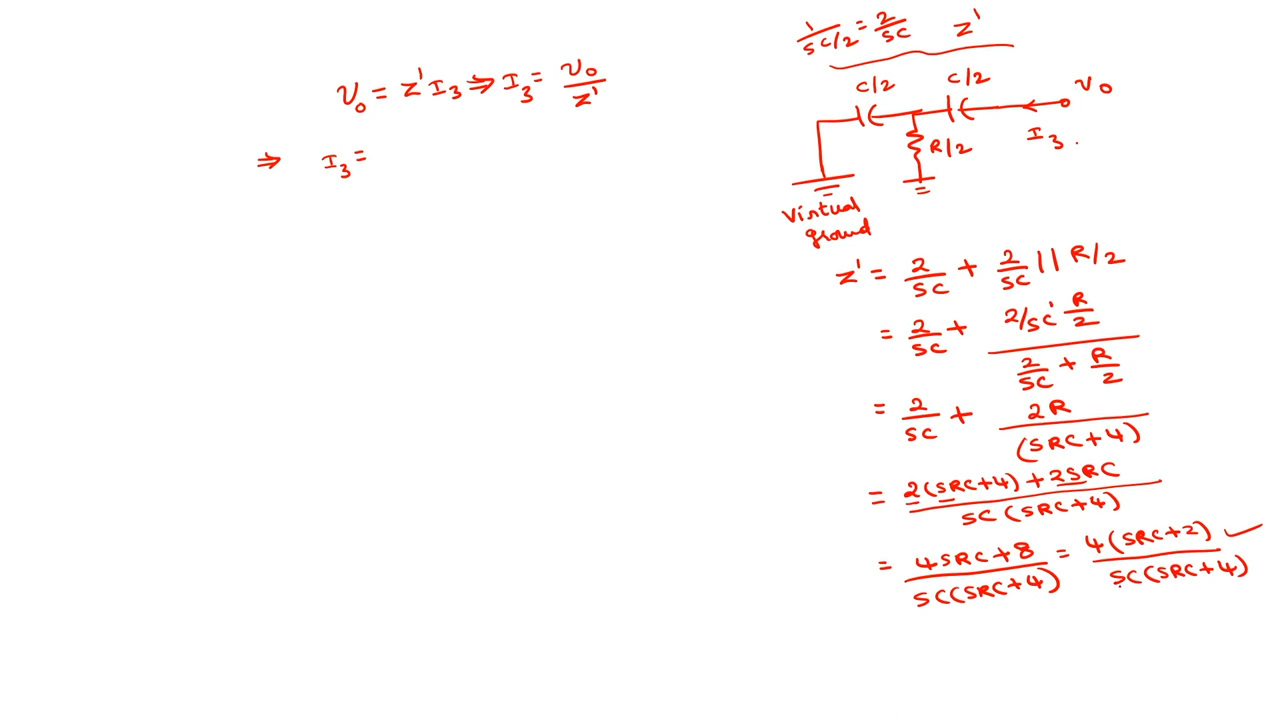 1/(SC/2) = 2/SC Z'
V₀ = Z' I₃ ⇒ I₃ = V₀/Z'
⇒ I₃ =
C/2 C/2 V₀
R/2 I₃
Virtual
ground
Z' = 2/SC + 2/SC || R/2
= 2/SC + (2/SC · R/2)/(2/SC + R/2)
= 2/SC + 2R/(SRC+4)
= (2(SRC+4) + 2SRC)/(SC(SRC+4))
= (4SRC+8)/(SC(SRC+4)) = 4(SRC+2)/(SC(SRC+4)) ✓